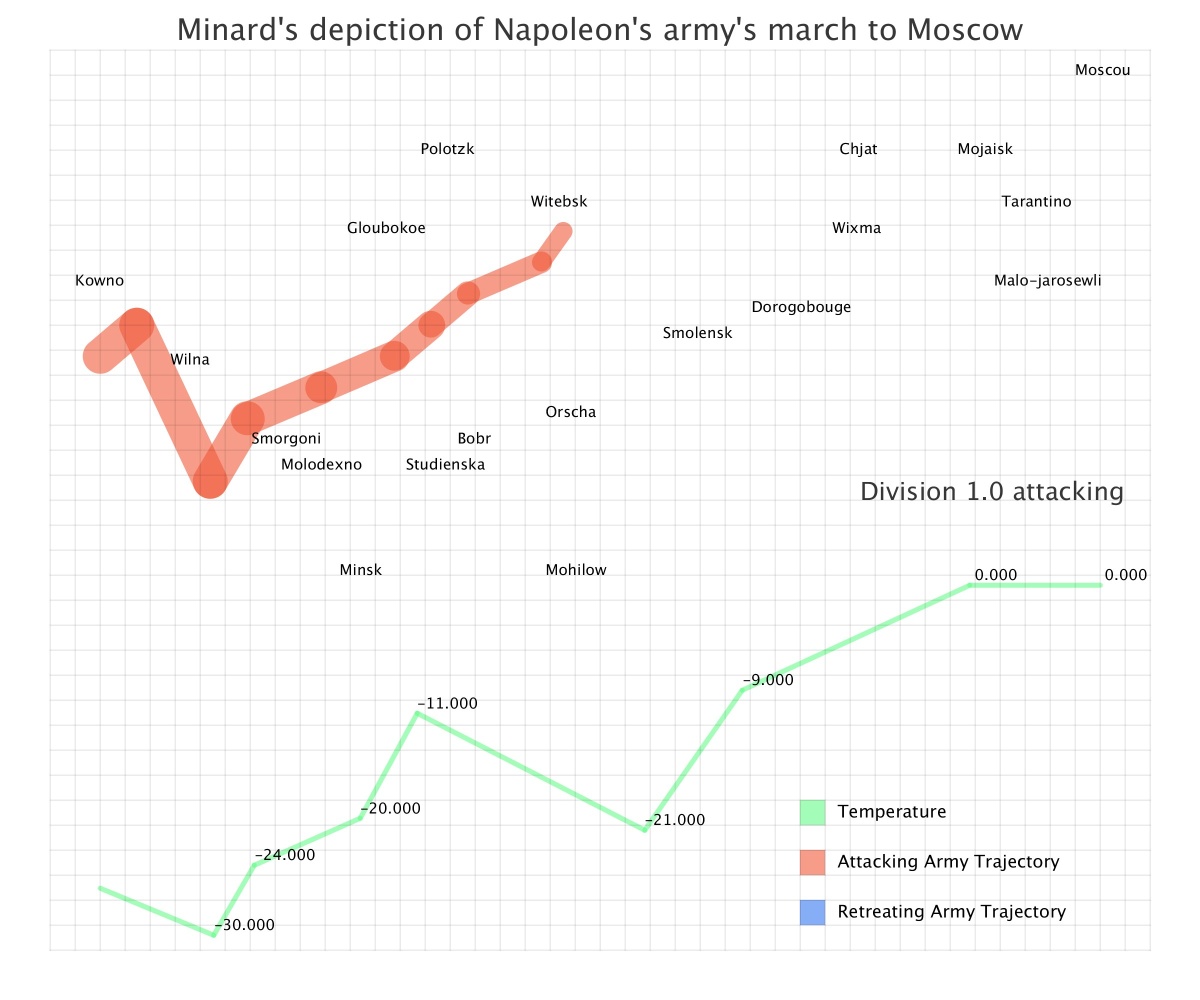 Minard's depiction of Napoleon's army's march to Moscow
Moscou
Polotzk
Chjat
Mojaisk
Witebsk
Tarantino
Gloubokoe
Wixma
Kowno
Malo-jarosewli
Dorogobouge
Smolensk
Wilna
Orscha
Smorgoni
Bobr
Molodexno
Studienska
Division 1.0 attacking
Minsk
Mohilow
0.000
0.000
-9.000
-11.000
-20.000
-21.000
-24.000
-30.000
Temperature
Attacking Army Trajectory
Retreating Army Trajectory